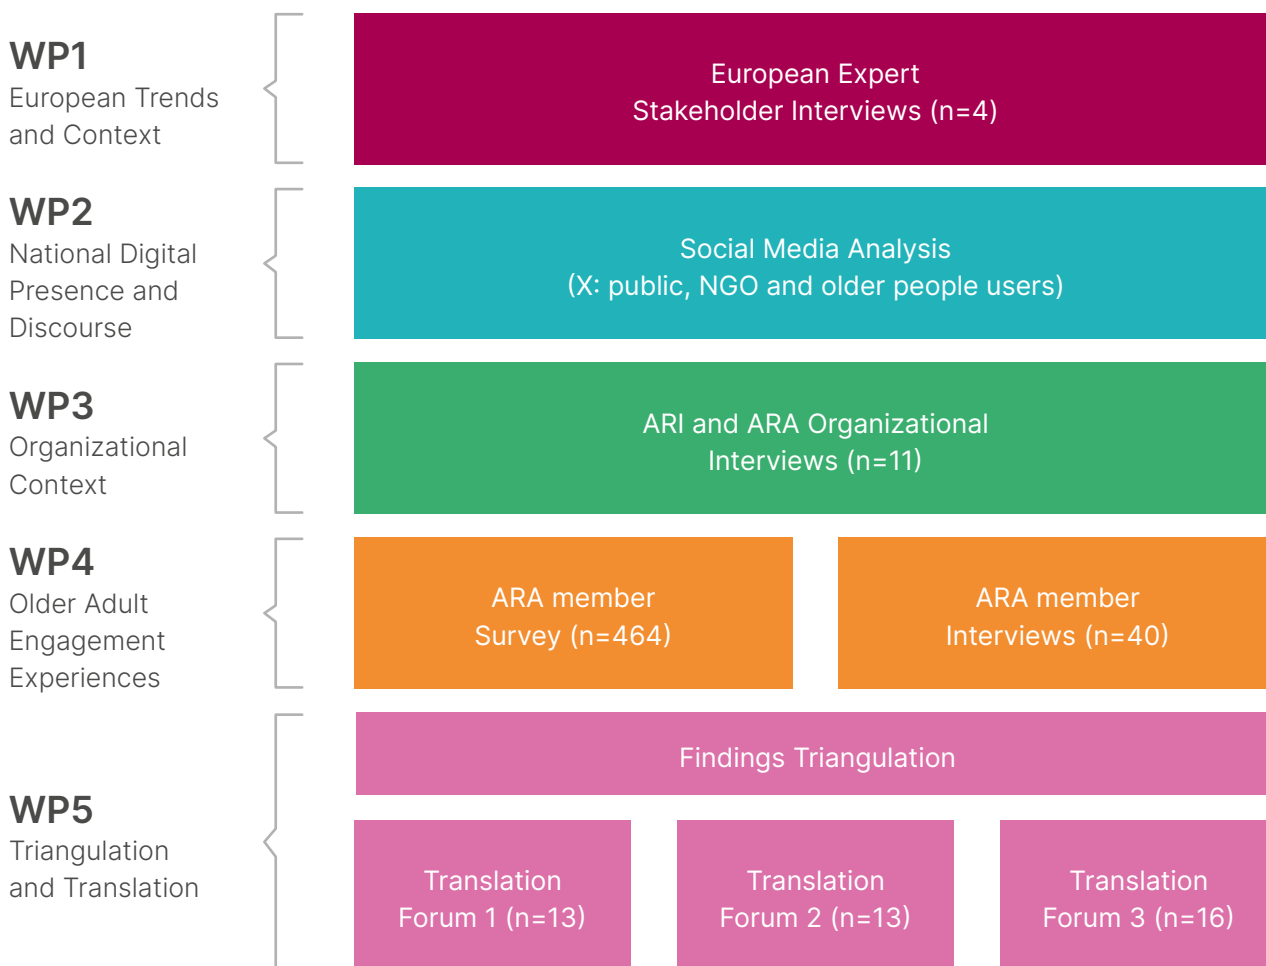 WP1
European Trends
and Context
European Expert
Stakeholder Interviews (n=4)
WP2
National Digital
Presence and
Discourse
Social Media Analysis
(X: public, NGO and older people users)
WP3
Organizational
Context
ARI and ARA Organizational
Interviews (n=11)
WP4
Older Adult
Engagement
Experiences
ARA member
Survey (n=464)
ARA member
Interviews (n=40)
WP5
Triangulation
and Translation
Findings Triangulation
Translation
Forum 1 (n=13)
Translation
Forum 2 (n=13)
Translation
Forum 3 (n=16)